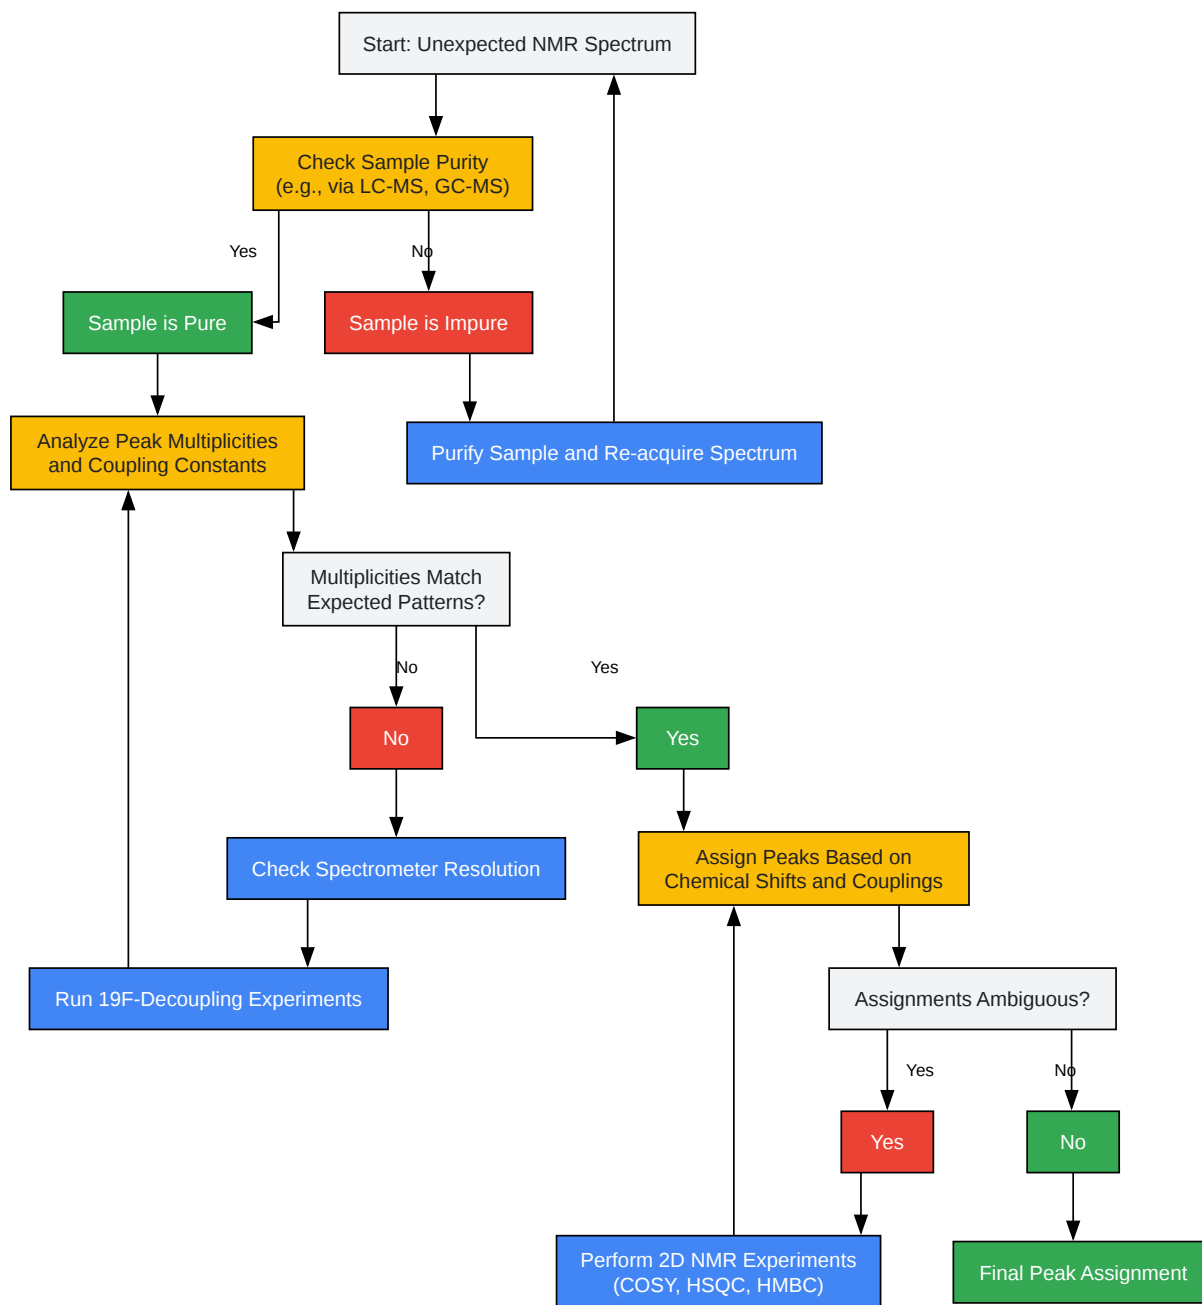 Start: Unexpected NMR Spectrum
Check Sample Purity
(e.g., via LC-MS, GC-MS)
Yes
No
Sample is Pure
Sample is Impure
Analyze Peak Multiplicities
and Coupling Constants
Purify Sample and Re-acquire Spectrum
Multiplicities Match
Expected Patterns?
No
Yes
No
Yes
Check Spectrometer Resolution
Assign Peaks Based on
Chemical Shifts and Couplings
Run 19F-Decoupling Experiments
Assignments Ambiguous?
Yes
No
Yes
No
Perform 2D NMR Experiments
(COSY, HSQC, HMBC)
Final Peak Assignment